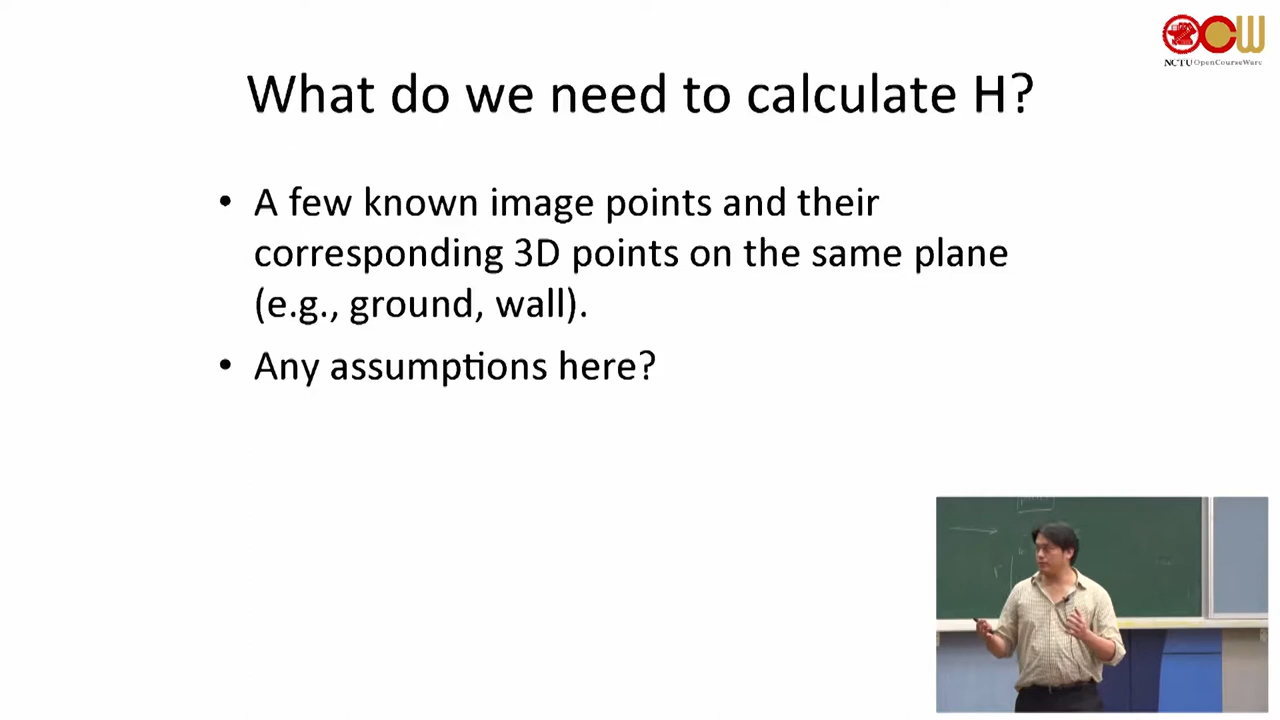 NCTU OpenCourseWare
What do we need to calculate H?
• A few known image points and their
corresponding 3D points on the same plane
(e.g., ground, wall).
• Any assumptions here?